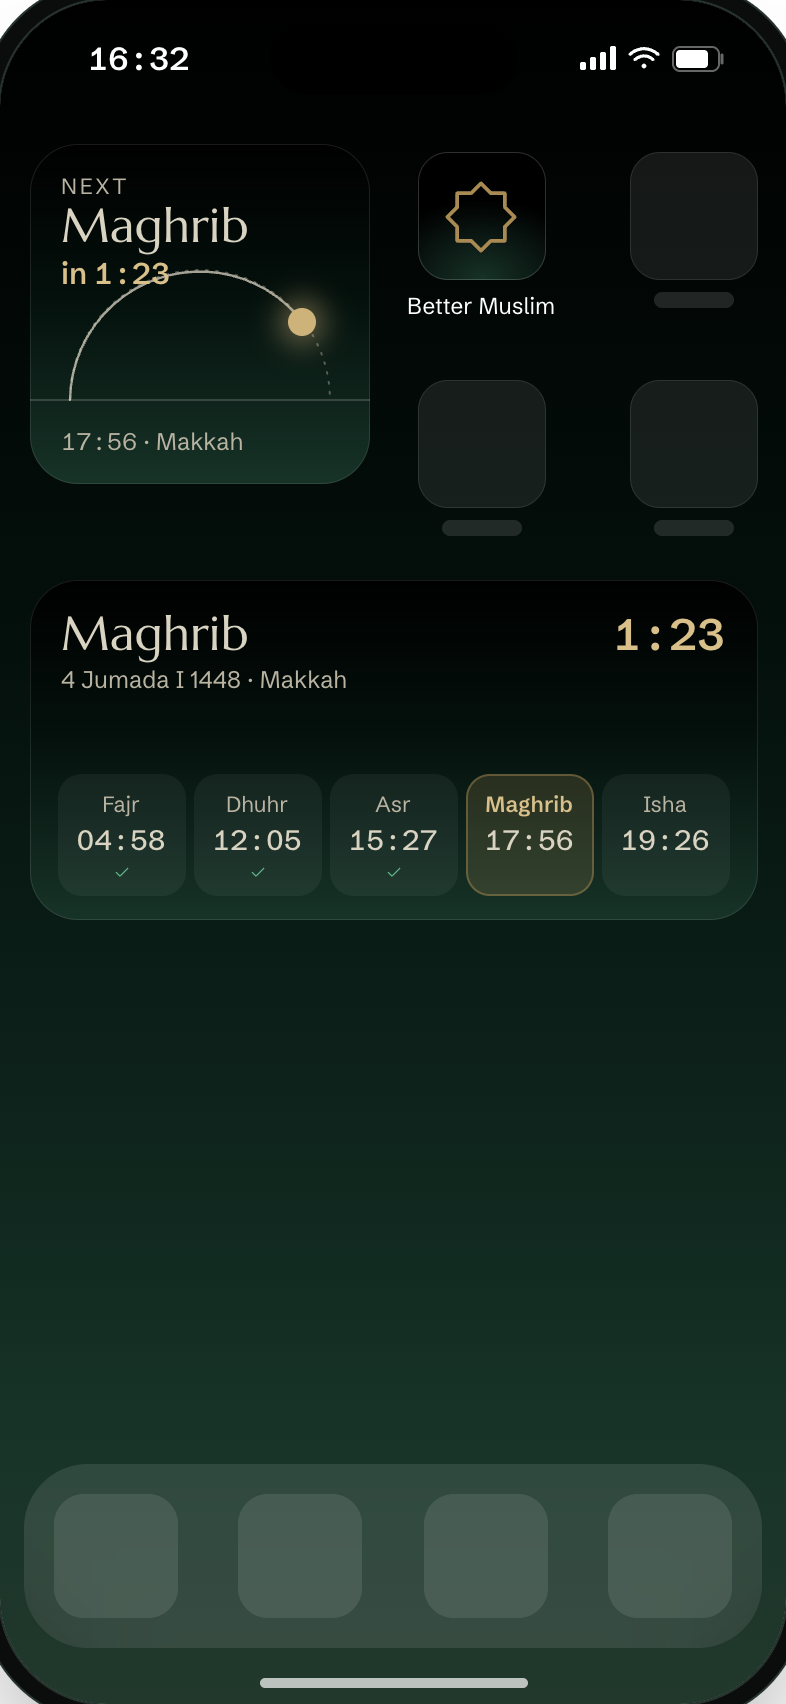 16:32
NEXT
Maghrib
in 1:23
17:56 · Makkah
Better Muslim
Maghrib
1:23
4 Jumada I 1448 · Makkah
Fajr
04:58
Dhuhr
12:05
Asr
15:27
Maghrib
17:56
Isha
19:26